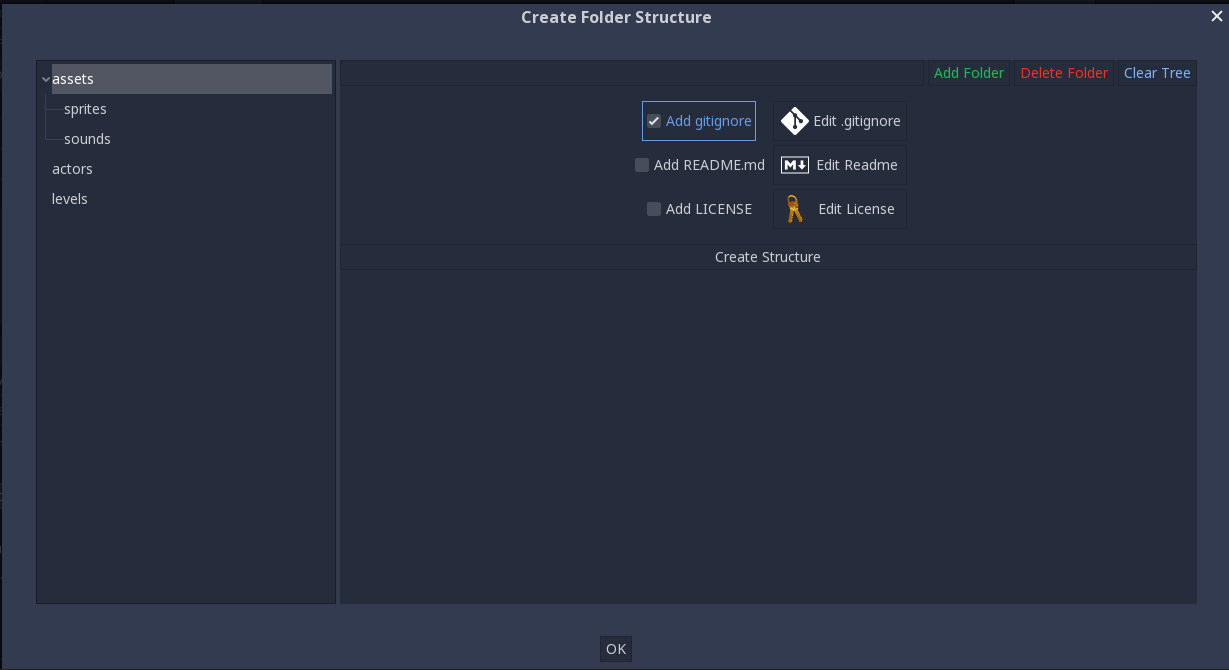 Create Folder Structure
assets
sprites
sounds
actors
levels
Add Folder Delete Folder Clear Tree
Add gitignore Edit .gitignore
Add README.md M Edit Readme
Add LICENSE Edit License
Create Structure
OK